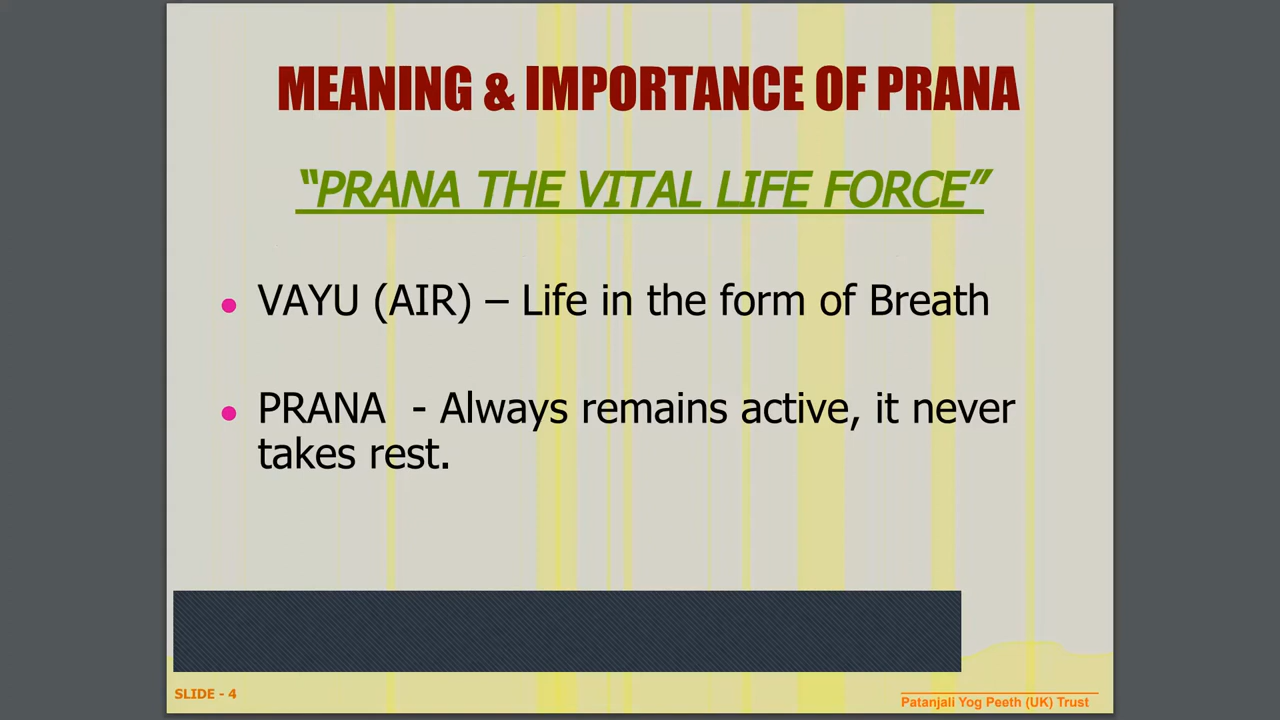 MEANING & IMPORTANCE OF PRANA
“PRANA THE VITAL LIFE FORCE”
• VAYU (AIR) – Life in the form of Breath
• PRANA - Always remains active, it never
takes rest.
SLIDE - 4
Patanjali Yog Peeth (UK) Trust